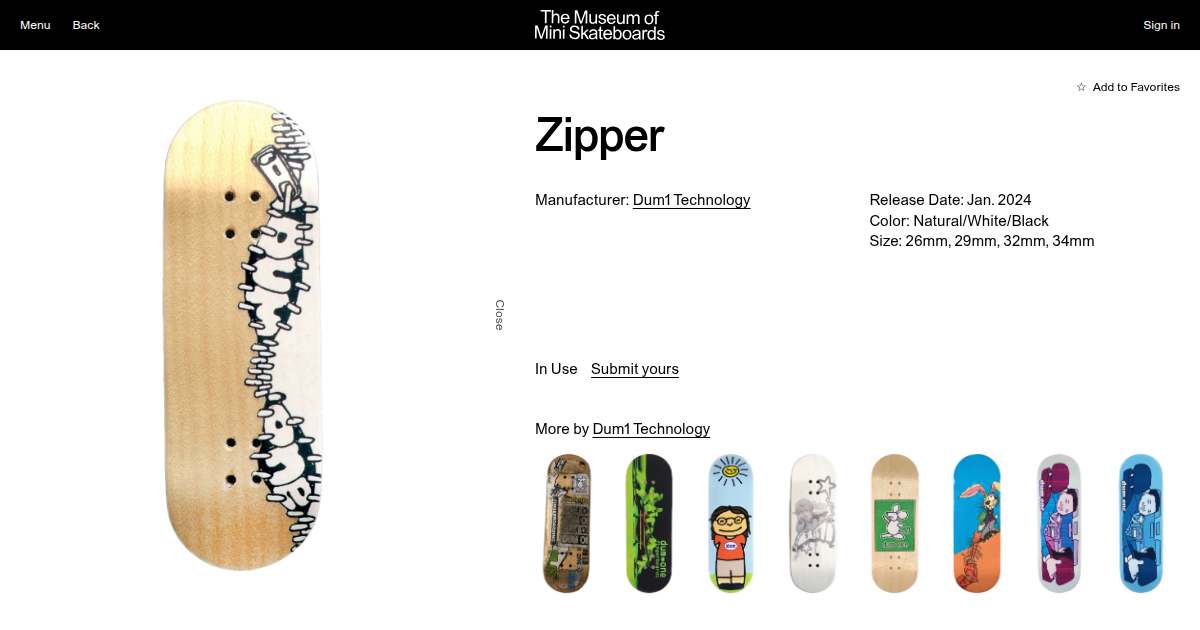 Menu
Back
The Museum of
Mini Skateboards
Sign in
☆ Add to Favorites
Zipper
Manufacturer: Dum1 Technology
Release Date: Jan. 2024
Color: Natural/White/Black
Size: 26mm, 29mm, 32mm, 34mm
Close
In Use Submit yours
More by Dum1 Technology